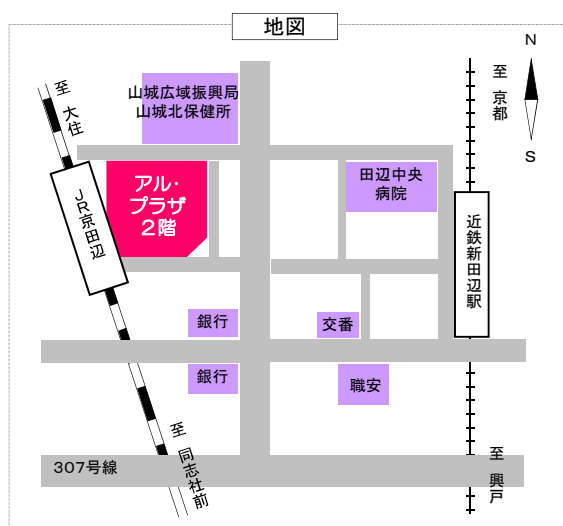 地図
N
S
至 大住
至 京都
山城広域振興局
山城北保健所
アル・
プラザ
2階
田辺中央
病院
JR京田辺
近鉄新田辺駅
銀行
交番
銀行
職安
至 同志社前
至 興戸
307号線